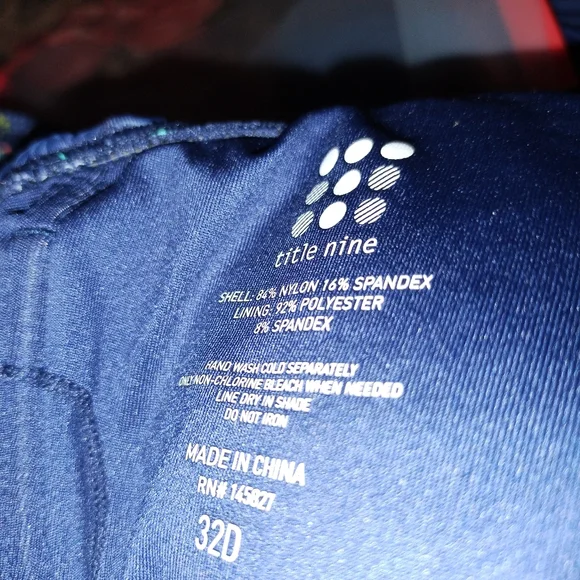 title nine
SHELL: 84% NYLON 16% SPANDEX
LINING: 92% POLYESTER
8% SPANDEX
HAND WASH COLD SEPARATELY
ONLY NON-CHLORINE BLEACH WHEN NEEDED
LINE DRY IN SHADE
DO NOT IRON
MADE IN CHINA
RN# 145827
32D